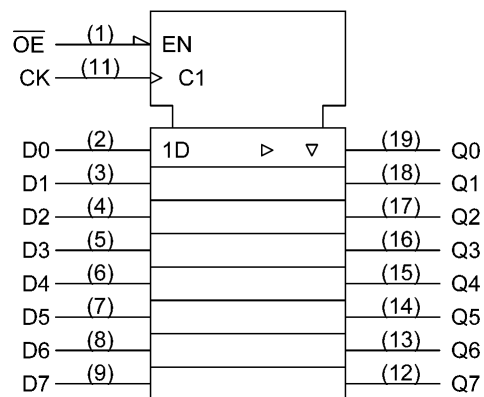 O̅E̅ (1) EN
CK (11) C1
D0 (2) 1D (19) Q0
D1 (3) (18) Q1
D2 (4) (17) Q2
D3 (5) (16) Q3
D4 (6) (15) Q4
D5 (7) (14) Q5
D6 (8) (13) Q6
D7 (9) (12) Q7